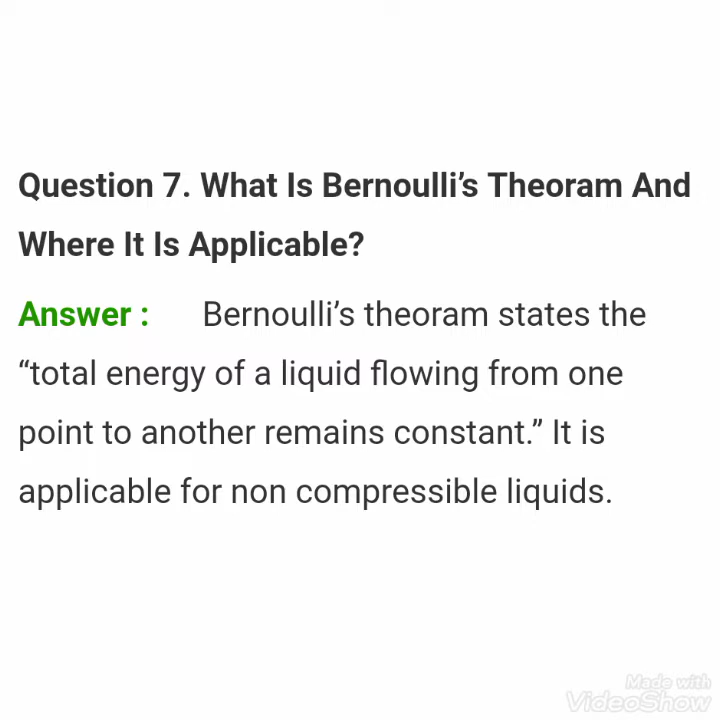 Question 7. What Is Bernoulli’s Theoram And
Where It Is Applicable?
Answer : Bernoulli’s theoram states the
“total energy of a liquid flowing from one
point to another remains constant.” It is
applicable for non compressible liquids.
Made with
VideoShow